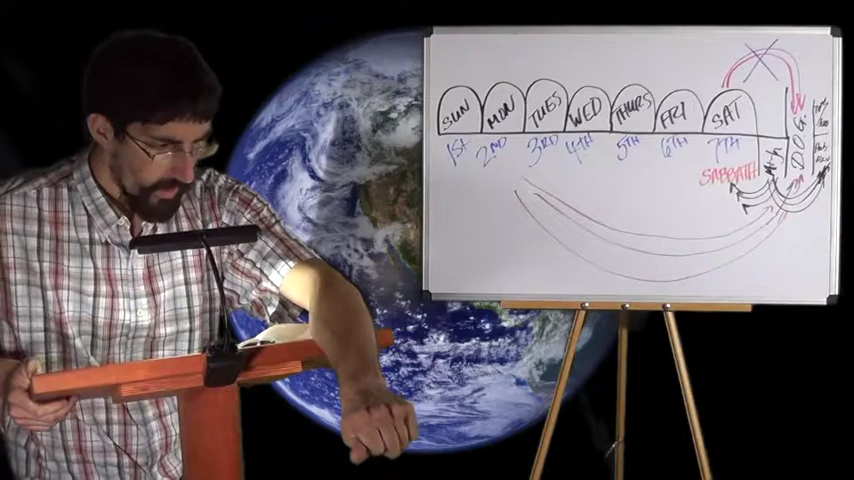 SUN MON TUES WED THURS FRI SAT
1ST 2ND 3RD 4TH 5TH 6TH 7TH
SABBATH